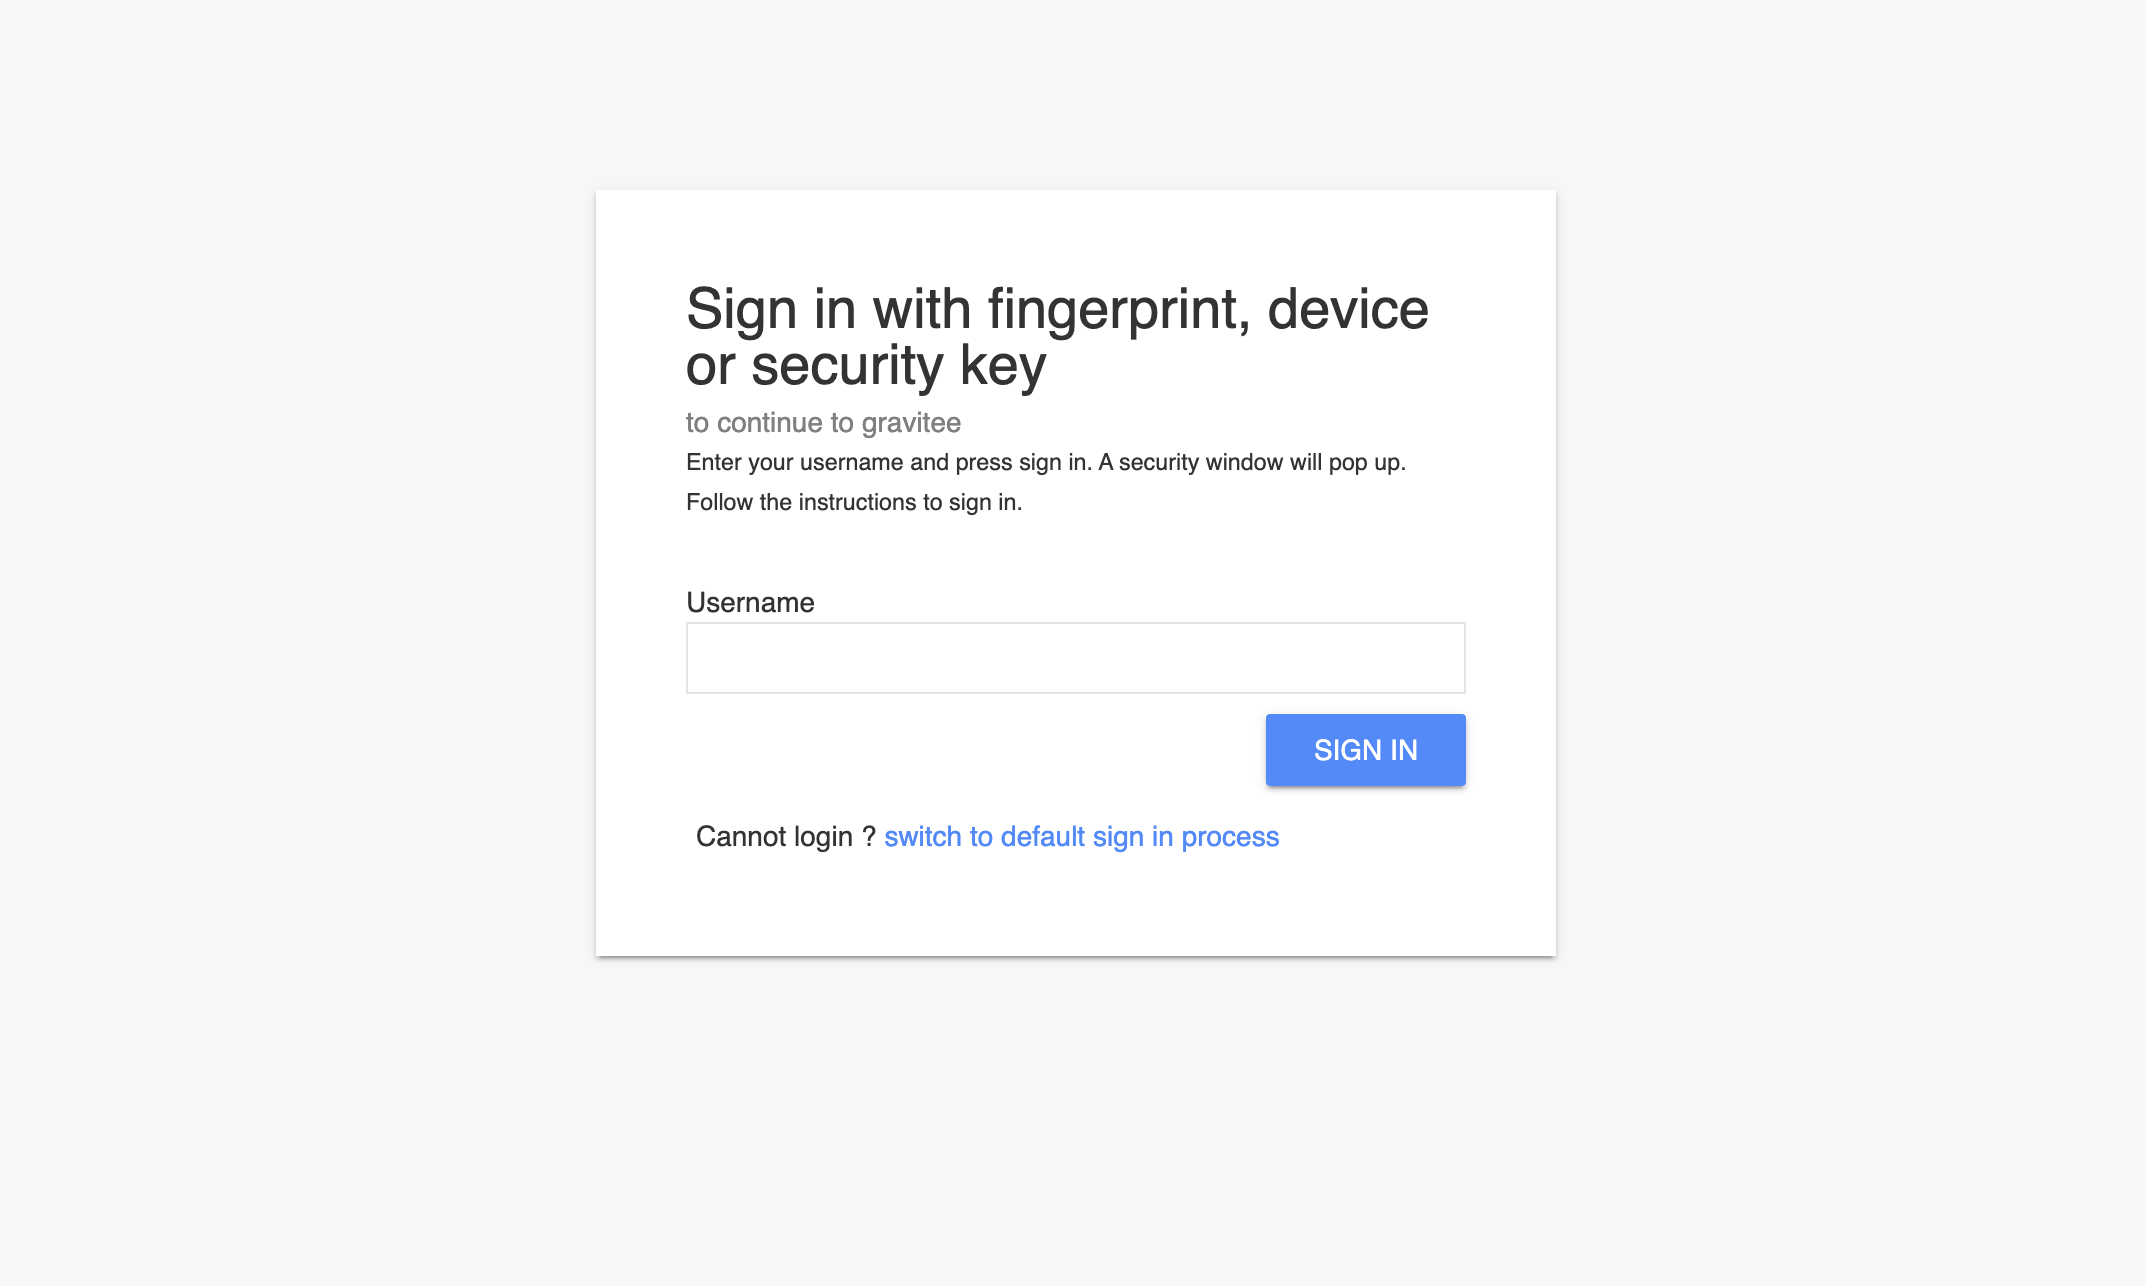 Sign in with fingerprint, device
or security key
to continue to gravitee
Enter your username and press sign in. A security window will pop up.
Follow the instructions to sign in.
Username
SIGN IN
Cannot login ? switch to default sign in process